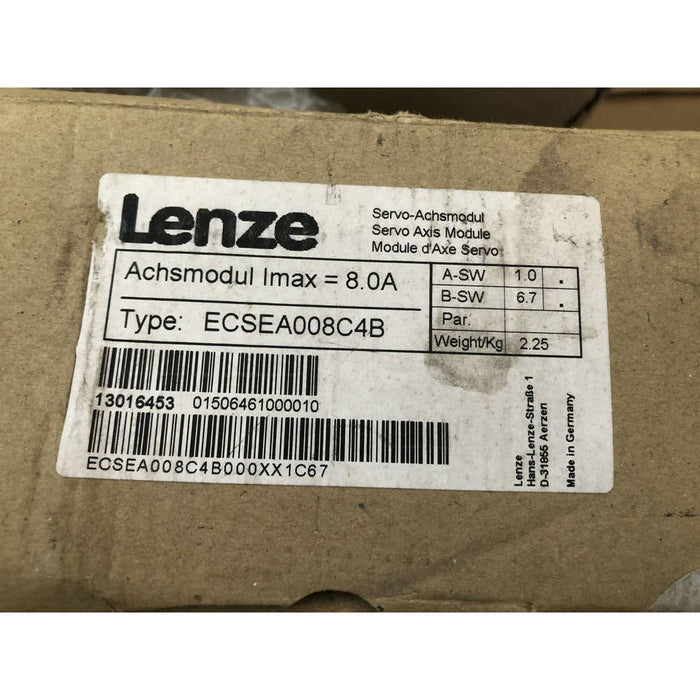 Lenze
Servo-Achsmodul
Servo Axis Module
Module d'Axe Servo
Achsmodul Imax = 8.0A
Type: ECSEA008C4B
A-SW 1.0 .
B-SW 6.7 .
Par.
Weight/Kg 2.25
13016453 01506461000010
ECSEA008C4B000XX1C67
Lenze
Hans-Lenze-Straße 1
D-31855 Aerzen
Made in Germany